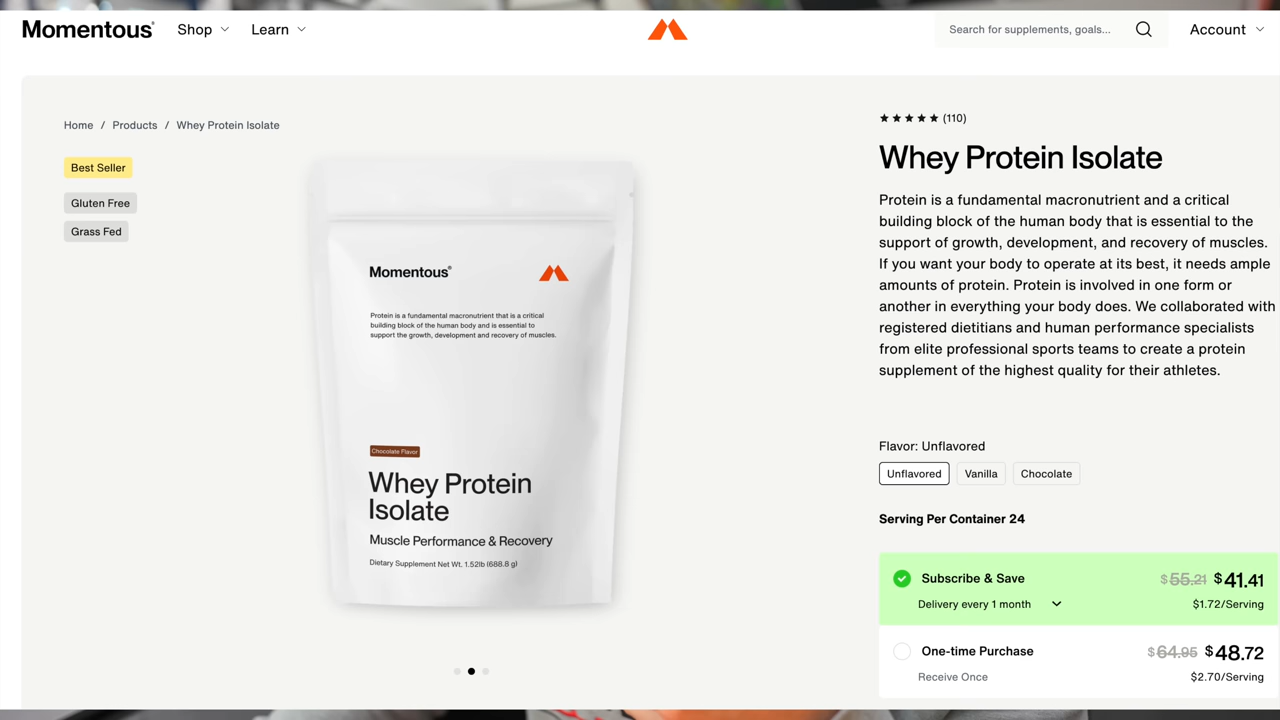 Momentous®
Shop
Learn
Search for supplements, goals...
Account
Home / Products / Whey Protein Isolate
Best Seller
Gluten Free
Grass Fed
Momentous®
Protein is a fundamental macronutrient that is a critical
building block of the human body and is essential to
support the growth, development and recovery of muscles.
Chocolate Flavor
Whey Protein
Isolate
Muscle Performance & Recovery
Dietary Supplement Net Wt. 1.52lb (688.8 g)
(110)
Whey Protein Isolate
Protein is a fundamental macronutrient and a critical
building block of the human body that is essential to the
support of growth, development, and recovery of muscles.
If you want your body to operate at its best, it needs ample
amounts of protein. Protein is involved in one form or
another in everything your body does. We collaborated with
registered dietitians and human performance specialists
from elite professional sports teams to create a protein
supplement of the highest quality for their athletes.
Flavor: Unflavored
Unflavored
Vanilla
Chocolate
Serving Per Container 24
Subscribe & Save
$55.21 $41.41
Delivery every 1 month
$1.72/Serving
One-time Purchase
$64.95 $48.72
Receive Once
$2.70/Serving